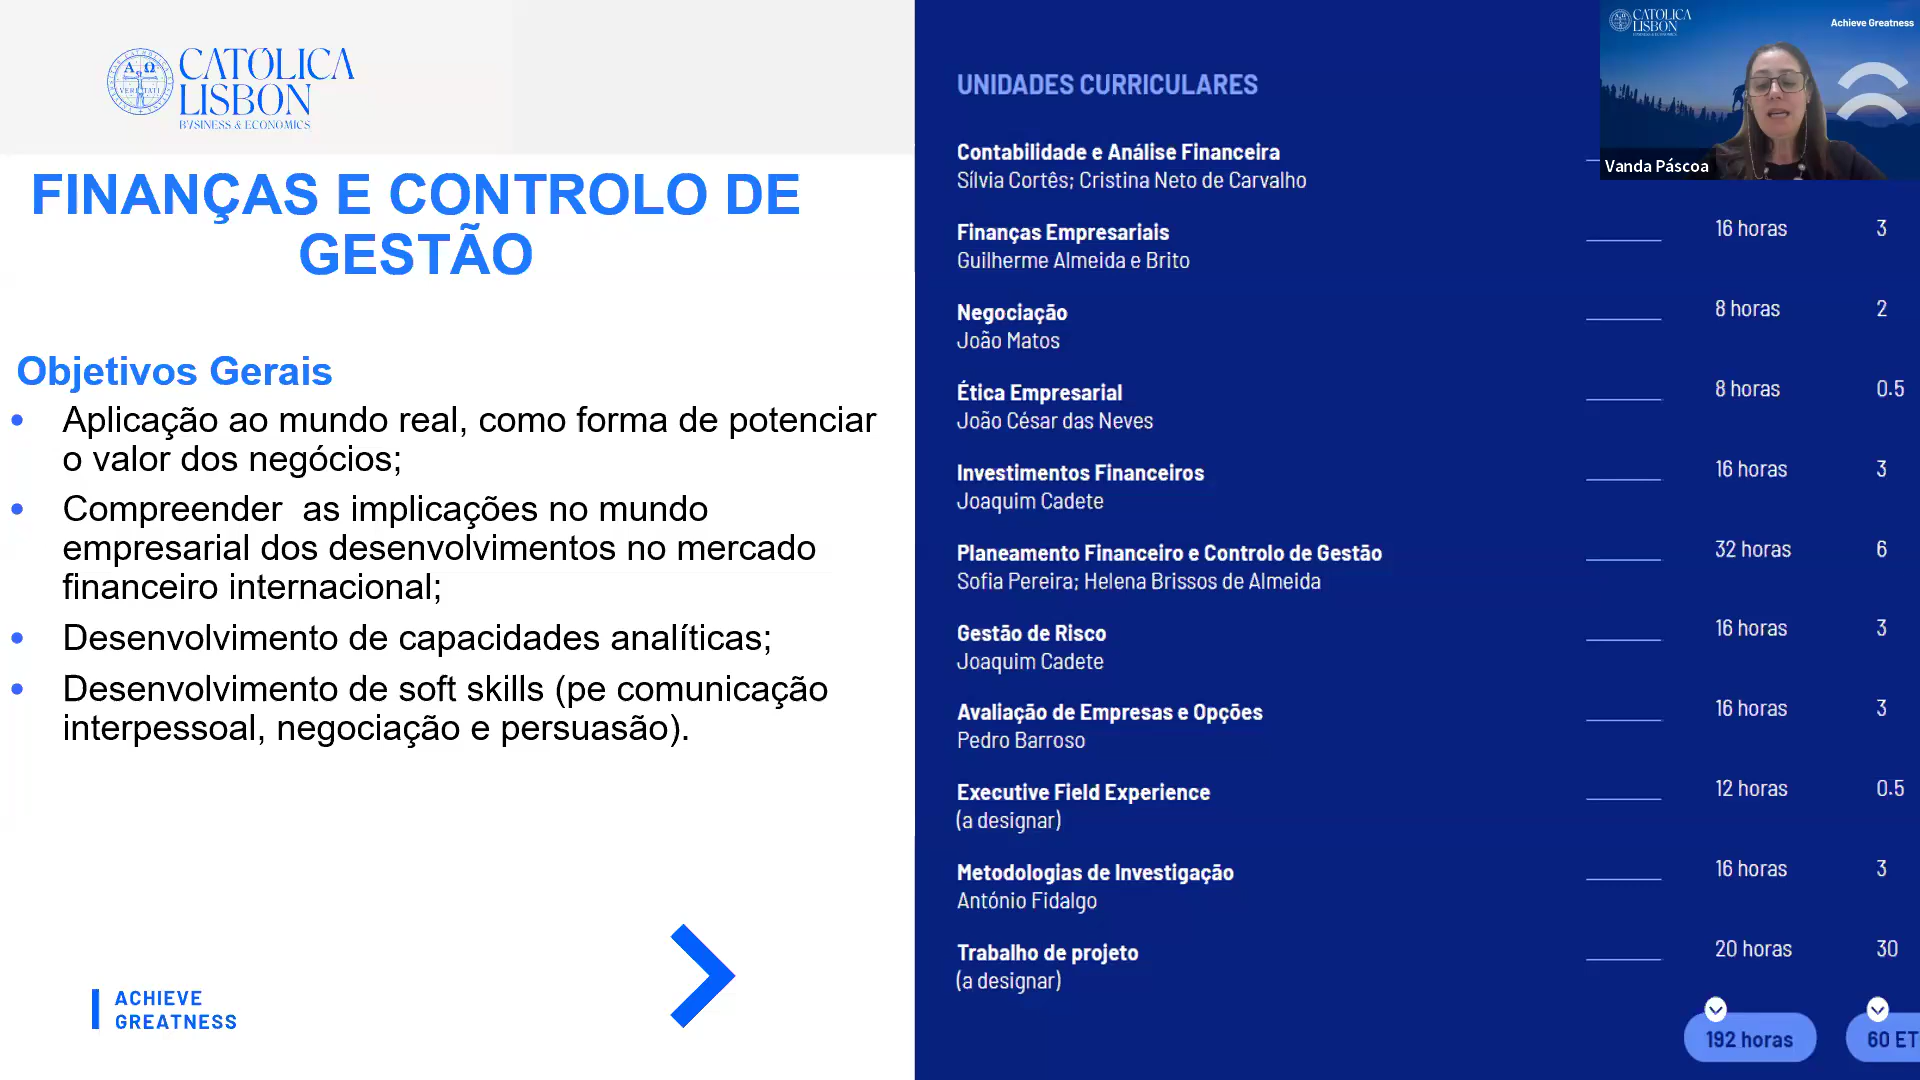 CATÓLICA
LISBON
BUSINESS & ECONOMICS
FINANÇAS E CONTROLO DE
GESTÃO
Objetivos Gerais
• Aplicação ao mundo real, como forma de potenciar
o valor dos negócios;
• Compreender as implicações no mundo
empresarial dos desenvolvimentos no mercado
financeiro internacional;
• Desenvolvimento de capacidades analíticas;
• Desenvolvimento de soft skills (pe comunicação
interpessoal, negociação e persuasão).
ACHIEVE
GREATNESS
UNIDADES CURRICULARES
Contabilidade e Análise Financeira
Sílvia Cortês; Cristina Neto de Carvalho
Finanças Empresariais 16 horas 3
Guilherme Almeida e Brito
Negociação 8 horas 2
João Matos
Ética Empresarial 8 horas 0.5
João César das Neves
Investimentos Financeiros 16 horas 3
Joaquim Cadete
Planeamento Financeiro e Controlo de Gestão 32 horas 6
Sofia Pereira; Helena Brissos de Almeida
Gestão de Risco 16 horas 3
Joaquim Cadete
Avaliação de Empresas e Opções 16 horas 3
Pedro Barroso
Executive Field Experience 12 horas 0.5
(a designar)
Metodologias de Investigação 16 horas 3
António Fidalgo
Trabalho de projeto 20 horas 30
(a designar)
192 horas 60 ET
CATÓLICA
LISBON
Achieve Greatness
Vanda Páscoa